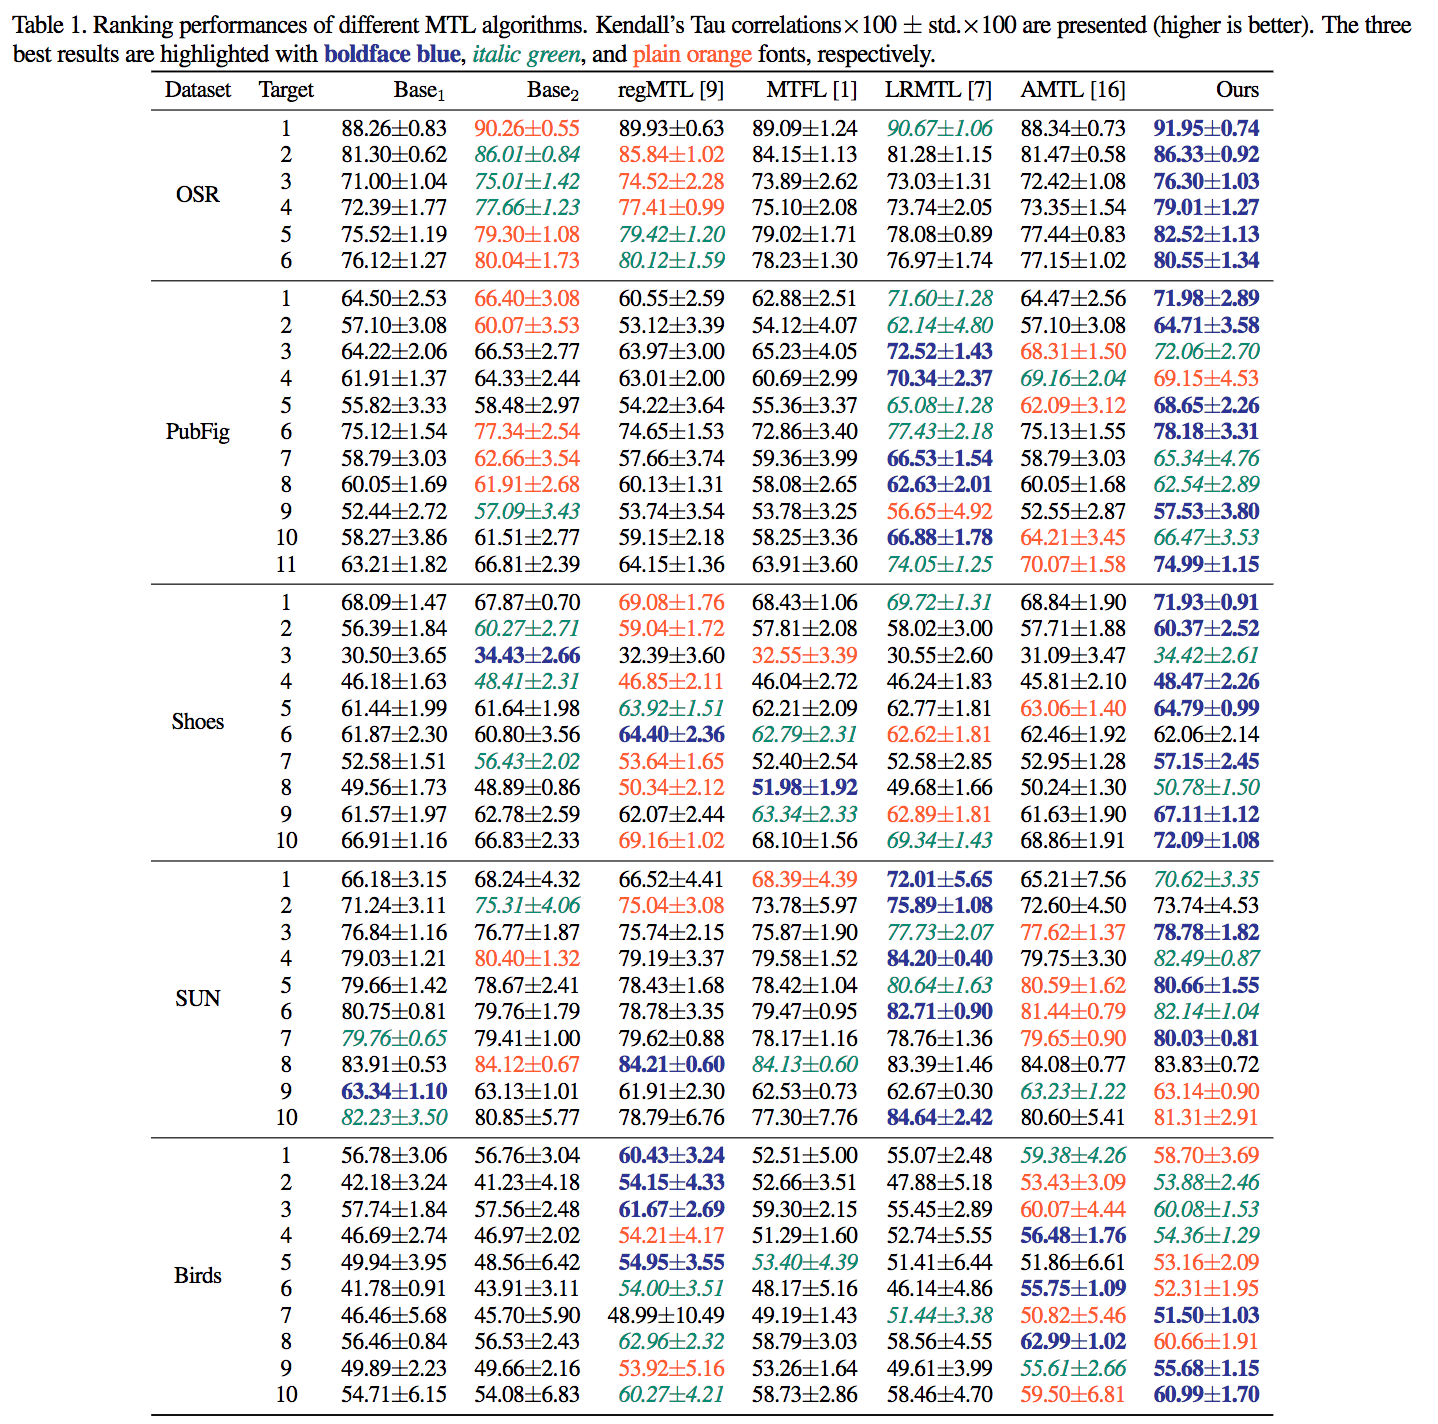 Table 1. Ranking performances of different MTL algorithms. Kendall's Tau correlations×100 ± std.×100 are presented (higher is better). The three
best results are highlighted with boldface blue, italic green, and plain orange fonts, respectively.
Dataset Target Base₁ Base₂ regMTL [9] MTFL [1] LRMTL [7] AMTL [16] Ours
1 88.26±0.83 90.26±0.55 89.93±0.63 89.09±1.24 90.67±1.06 88.34±0.73 91.95±0.74
2 81.30±0.62 86.01±0.84 85.84±1.02 84.15±1.13 81.28±1.15 81.47±0.58 86.33±0.92
3 71.00±1.04 75.01±1.42 74.52±2.28 73.89±2.62 73.03±1.31 72.42±1.08 76.30±1.03
OSR
4 72.39±1.77 77.66±1.23 77.41±0.99 75.10±2.08 73.74±2.05 73.35±1.54 79.01±1.27
5 75.52±1.19 79.30±1.08 79.42±1.20 79.02±1.71 78.08±0.89 77.44±0.83 82.52±1.13
6 76.12±1.27 80.04±1.73 80.12±1.59 78.23±1.30 76.97±1.74 77.15±1.02 80.55±1.34
1 64.50±2.53 66.40±3.08 60.55±2.59 62.88±2.51 71.60±1.28 64.47±2.56 71.98±2.89
2 57.10±3.08 60.07±3.53 53.12±3.39 54.12±4.07 62.14±4.80 57.10±3.08 64.71±3.58
3 64.22±2.06 66.53±2.77 63.97±3.00 65.23±4.05 72.52±1.43 68.31±1.50 72.06±2.70
4 61.91±1.37 64.33±2.44 63.01±2.00 60.69±2.99 70.34±2.37 69.16±2.04 69.15±4.53
5 55.82±3.33 58.48±2.97 54.22±3.64 55.36±3.37 65.08±1.28 62.09±3.12 68.65±2.26
PubFig 6 75.12±1.54 77.34±2.54 74.65±1.53 72.86±3.40 77.43±2.18 75.13±1.55 78.18±3.31
7 58.79±3.03 62.66±3.54 57.66±3.74 59.36±3.99 66.53±1.54 58.79±3.03 65.34±4.76
8 60.05±1.69 61.91±2.68 60.13±1.31 58.08±2.65 62.63±2.01 60.05±1.68 62.54±2.89
9 52.44±2.72 57.09±3.43 53.74±3.54 53.78±3.25 56.65±4.92 52.55±2.87 57.53±3.80
10 58.27±3.86 61.51±2.77 59.15±2.18 58.25±3.36 66.88±1.78 64.21±3.45 66.47±3.53
11 63.21±1.82 66.81±2.39 64.15±1.36 63.91±3.60 74.05±1.25 70.07±1.58 74.99±1.15
1 68.09±1.47 67.87±0.70 69.08±1.76 68.43±1.06 69.72±1.31 68.84±1.90 71.93±0.91
2 56.39±1.84 60.27±2.71 59.04±1.72 57.81±2.08 58.02±3.00 57.71±1.88 60.37±2.52
3 30.50±3.65 34.43±2.66 32.39±3.60 32.55±3.39 30.55±2.60 31.09±3.47 34.42±2.61
4 46.18±1.63 48.41±2.31 46.85±2.11 46.04±2.72 46.24±1.83 45.81±2.10 48.47±2.26
5 61.44±1.99 61.64±1.98 63.92±1.51 62.21±2.09 62.77±1.81 63.06±1.40 64.79±0.99
Shoes
6 61.87±2.30 60.80±3.56 64.40±2.36 62.79±2.31 62.62±1.81 62.46±1.92 62.06±2.14
7 52.58±1.51 56.43±2.02 53.64±1.65 52.40±2.54 52.58±2.85 52.95±1.28 57.15±2.45
8 49.56±1.73 48.89±0.86 50.34±2.12 51.98±1.92 49.68±1.66 50.24±1.30 50.78±1.50
9 61.57±1.97 62.78±2.59 62.07±2.44 63.34±2.33 62.89±1.81 61.63±1.90 67.11±1.12
10 66.91±1.16 66.83±2.33 69.16±1.02 68.10±1.56 69.34±1.43 68.86±1.91 72.09±1.08
1 66.18±3.15 68.24±4.32 66.52±4.41 68.39±4.39 72.01±5.65 65.21±7.56 70.62±3.35
2 71.24±3.11 75.31±4.06 75.04±3.08 73.78±5.97 75.89±1.08 72.60±4.50 73.74±4.53
3 76.84±1.16 76.77±1.87 75.74±2.15 75.87±1.90 77.73±2.07 77.62±1.37 78.78±1.82
4 79.03±1.21 80.40±1.32 79.19±3.37 79.58±1.52 84.20±0.40 79.75±3.30 82.49±0.87
5 79.66±1.42 78.67±2.41 78.43±1.68 78.42±1.04 80.64±1.63 80.59±1.62 80.66±1.55
SUN
6 80.75±0.81 79.76±1.79 78.78±3.35 79.47±0.95 82.71±0.90 81.44±0.79 82.14±1.04
7 79.76±0.65 79.41±1.00 79.62±0.88 78.17±1.16 78.76±1.36 79.65±0.90 80.03±0.81
8 83.91±0.53 84.12±0.67 84.21±0.60 84.13±0.60 83.39±1.46 84.08±0.77 83.83±0.72
9 63.34±1.10 63.13±1.01 61.91±2.30 62.53±0.73 62.67±0.30 63.23±1.22 63.14±0.90
10 82.23±3.50 80.85±5.77 78.79±6.76 77.30±7.76 84.64±2.42 80.60±5.41 81.31±2.91
1 56.78±3.06 56.76±3.04 60.43±3.24 52.51±5.00 55.07±2.48 59.38±4.26 58.70±3.69
2 42.18±3.24 41.23±4.18 54.15±4.33 52.66±3.51 47.88±5.18 53.43±3.09 53.88±2.46
3 57.74±1.84 57.56±2.48 61.67±2.69 59.30±2.15 55.45±2.89 60.07±4.44 60.08±1.53
4 46.69±2.74 46.97±2.02 54.21±4.17 51.29±1.60 52.74±5.55 56.48±1.76 54.36±1.29
5 49.94±3.95 48.56±6.42 54.95±3.55 53.40±4.39 51.41±6.44 51.86±6.61 53.16±2.09
Birds
6 41.78±0.91 43.91±3.11 54.00±3.51 48.17±5.16 46.14±4.86 55.75±1.09 52.31±1.95
7 46.46±5.68 45.70±5.90 48.99±10.49 49.19±1.43 51.44±3.38 50.82±5.46 51.50±1.03
8 56.46±0.84 56.53±2.43 62.96±2.32 58.79±3.03 58.56±4.55 62.99±1.02 60.66±1.91
9 49.89±2.23 49.66±2.16 53.92±5.16 53.26±1.64 49.61±3.99 55.61±2.66 55.68±1.15
10 54.71±6.15 54.08±6.83 60.27±4.21 58.73±2.86 58.46±4.70 59.50±6.81 60.99±1.70